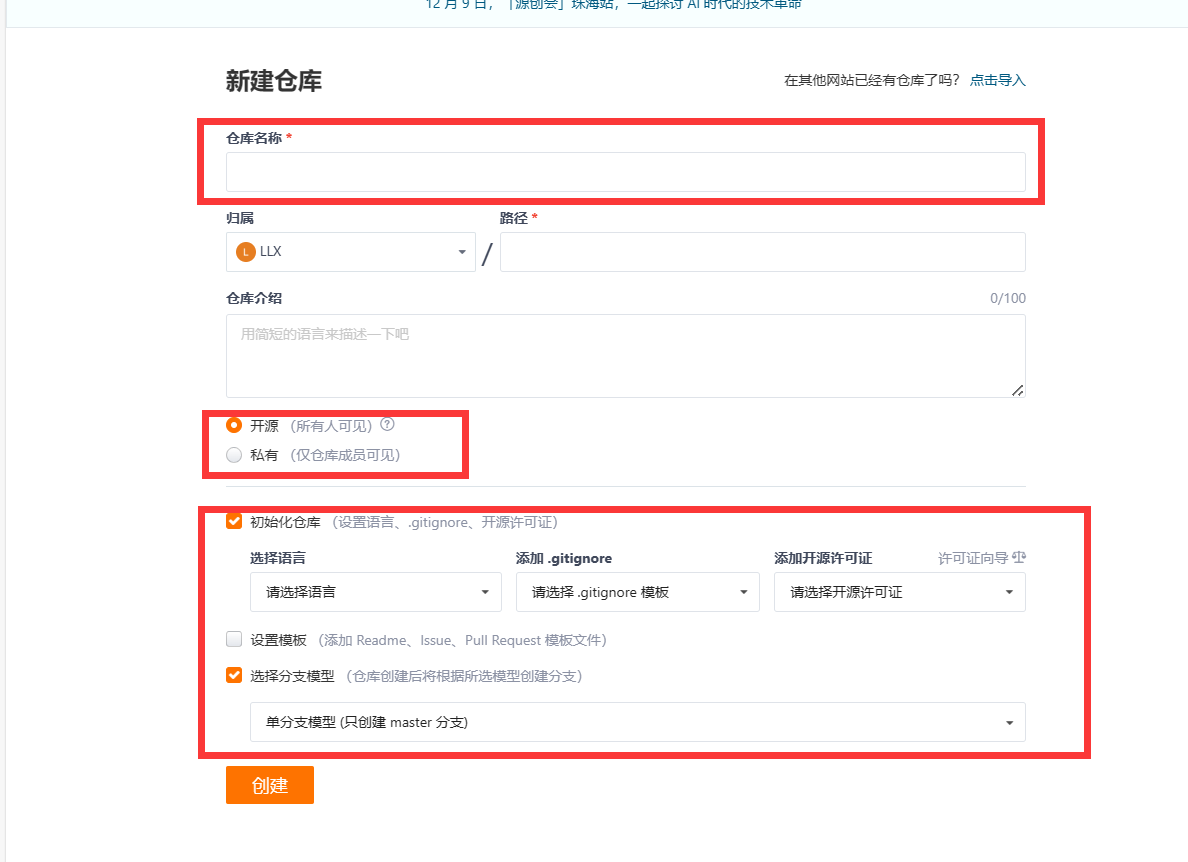 12 月 9 日，「源创会」珠海站，一起探讨 AI 时代的技术革命
新建仓库
在其他网站已经有仓库了吗？ 点击导入
仓库名称 *
归属
路径 *
L LLX
/
仓库介绍
0/100
用简短的语言来描述一下吧
开源 （所有人可见） ?
私有 （仅仓库成员可见）
初始化仓库 （设置语言、.gitignore、开源许可证）
选择语言
添加 .gitignore
添加开源许可证
许可证向导
请选择语言
请选择 .gitignore 模板
请选择开源许可证
设置模板 （添加 Readme、Issue、Pull Request 模板文件）
选择分支模型 （仓库创建后将根据所选模型创建分支）
单分支模型 (只创建 master 分支)
创建